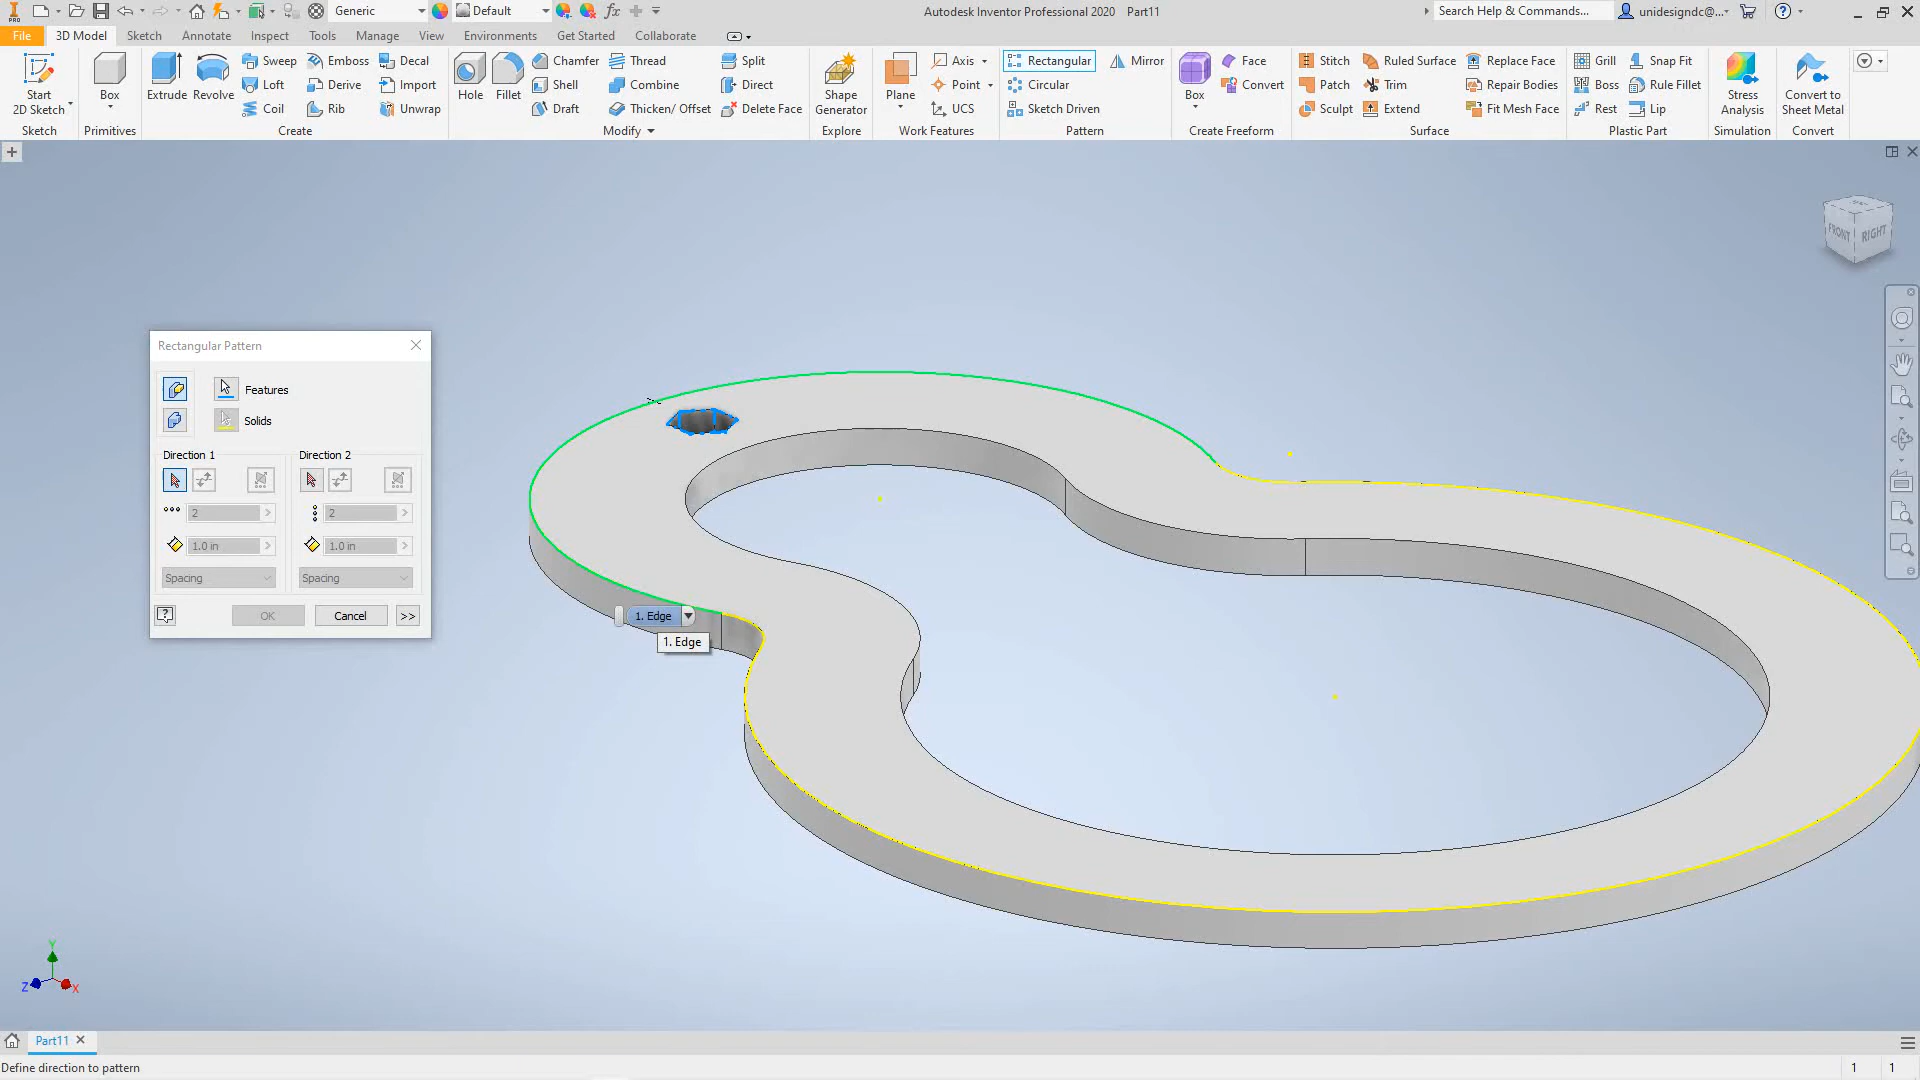 PRO
Generic
Default
fx
Autodesk Inventor Professional 2020 Part11
Search Help & Commands...
unidesigndc@...
File
3D Model
Sketch
Annotate
Inspect
Tools
Manage
View
Environments
Get Started
Collaborate
Start
2D Sketch
Sketch
Box
Primitives
Extrude
Revolve
Sweep
Emboss
Decal
Loft
Derive
Import
Coil
Rib
Unwrap
Create
Hole
Fillet
Chamfer
Thread
Split
Shell
Combine
Direct
Draft
Thicken/ Offset
Delete Face
Modify
Shape
Generator
Explore
Plane
Axis
Point
UCS
Work Features
Rectangular
Mirror
Circular
Sketch Driven
Pattern
Box
Face
Convert
Create Freeform
Stitch
Ruled Surface
Replace Face
Patch
Trim
Repair Bodies
Sculpt
Extend
Fit Mesh Face
Surface
Grill
Snap Fit
Boss
Rule Fillet
Rest
Lip
Plastic Part
Stress
Analysis
Simulation
Convert to
Sheet Metal
Convert
FRONT
RIGHT
Rectangular Pattern
Features
Solids
Direction 1
Direction 2
2
2
1.0 in
1.0 in
Spacing
Spacing
OK
Cancel
>>
1. Edge
1. Edge
Y
Z
X
Part11
Define direction to pattern
1
1